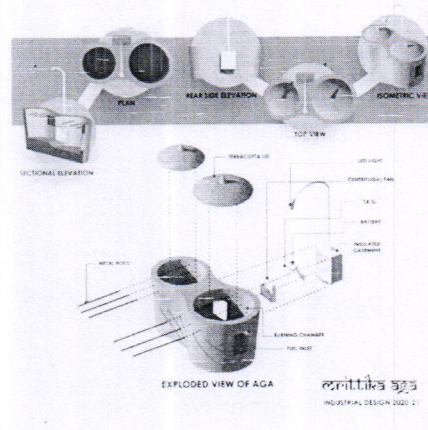 PLAN
REAR SIDE ELEVATION
ISOMETRIC VIEW
TOP VIEW
SECTIONAL ELEVATION
TERRACOTTA LID
LED LIGHT
CENTRIFUGAL FAN
T.E.G.
BATTERY
INSULATED
CASEMENT
METAL RODS
BURNING CHAMBER
FUEL INLET
EXPLODED VIEW OF AGA
mrittika aga
INDUSTRIAL DESIGN 2020-21